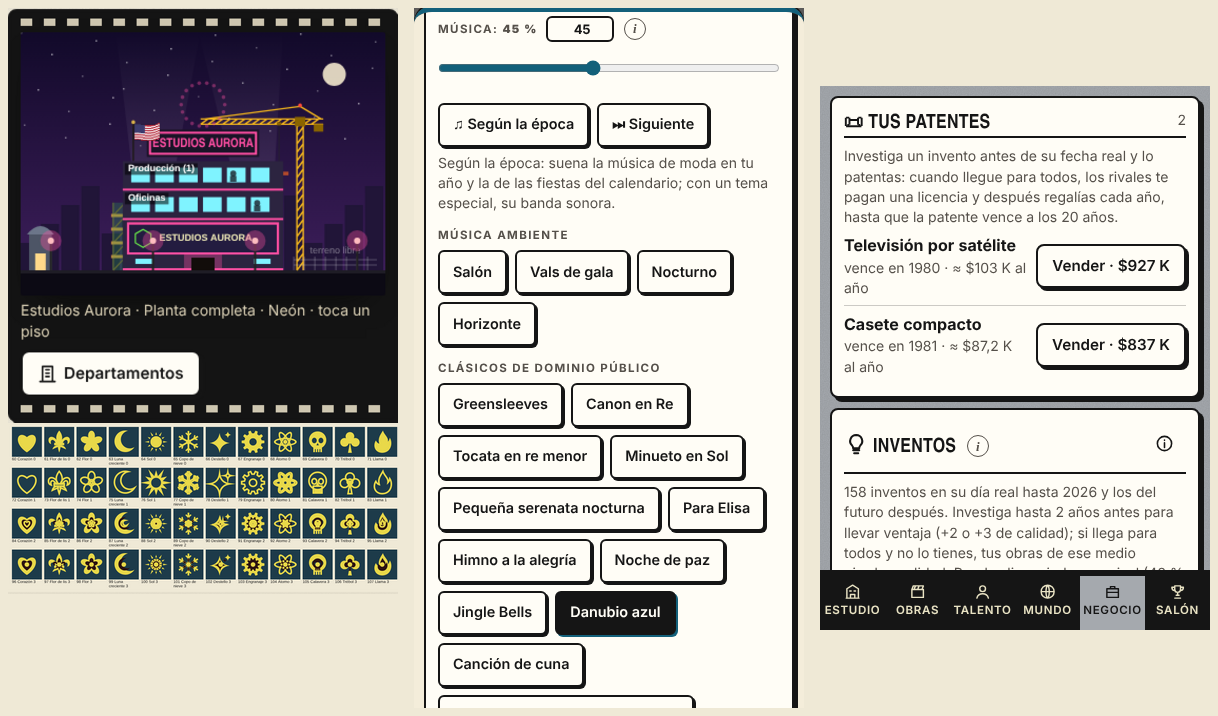 ESTUDIOS AURORA
Producción (1)
Oficinas
ESTUDIOS AURORA
terreno libre
Estudios Aurora · Planta completa · Neón · toca un
piso
Departamentos
MÚSICA: 45 %
45
i
♫ Según la época
⏭ Siguiente
Según la época: suena la música de moda en tu
año y la de las fiestas del calendario; con un tema
especial, su banda sonora.
MÚSICA AMBIENTE
Salón
Vals de gala
Nocturno
Horizonte
CLÁSICOS DE DOMINIO PÚBLICO
Greensleeves
Canon en Re
Tocata en re menor
Minueto en Sol
Pequeña serenata nocturna
Para Elisa
Himno a la alegría
Noche de paz
Jingle Bells
Danubio azul
Canción de cuna
TUS PATENTES
2
Investiga un invento antes de su fecha real y lo
patentas: cuando llegue para todos, los rivales te
pagan una licencia y después regalías cada año,
hasta que la patente vence a los 20 años.
Televisión por satélite
vence en 1980 · ≈ $103 K al
año
Vender · $927 K
Casete compacto
vence en 1981 · ≈ $87,2 K
al año
Vender · $837 K
INVENTOS
i
158 inventos en su día real hasta 2026 y los del
futuro después. Investiga hasta 2 años antes para
llevar ventaja (+2 o +3 de calidad); si llega para
todos y no lo tienes, tus obras de ese medio
ESTUDIO
OBRAS
TALENTO
MUNDO
NEGOCIO
SALÓN